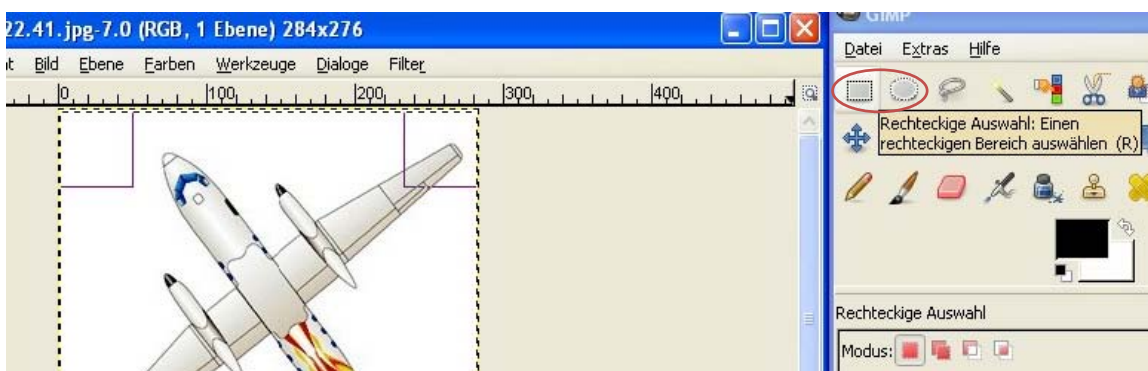 22.41.jpg-7.0 (RGB, 1 Ebene) 284x276
Bild Ebene Farben Werkzeuge Dialoge Filter
0 100 200 300 400
GIMP
Datei Extras Hilfe
Rechteckige Auswahl: Einen
rechteckigen Bereich auswählen (R)
Rechteckige Auswahl
Modus: